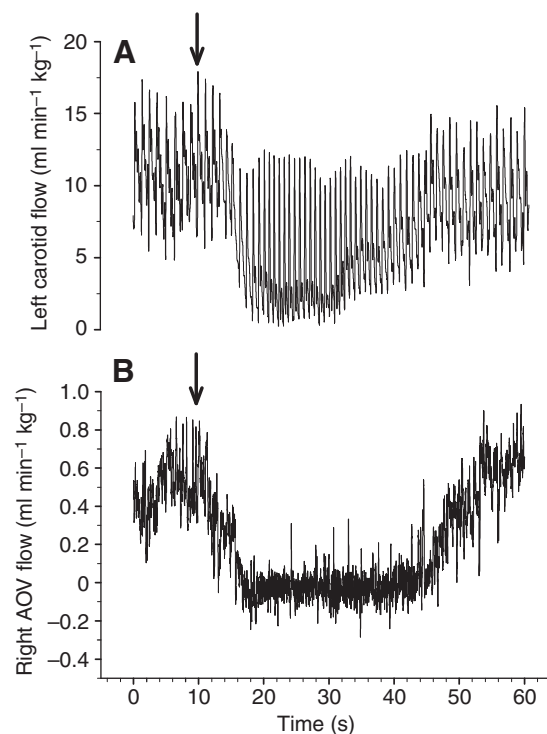 A
Left carotid flow (ml min⁻¹ kg⁻¹)
20
15
10
5
0
B
Right AOV flow (ml min⁻¹ kg⁻¹)
1.0
0.8
0.6
0.4
0.2
0
–0.2
–0.4
0 10 20 30 40 50 60
Time (s)